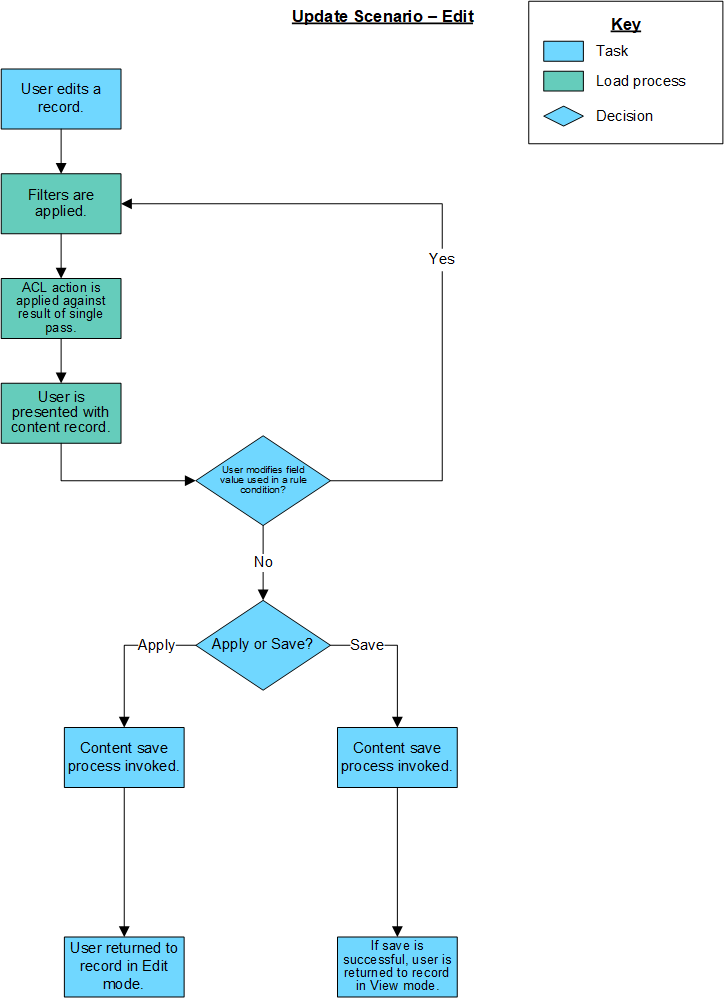 Update Scenario – Edit
Key
Task
Load process
Decision
User edits a
record.
Filters are
applied.
Yes
ACL action is
applied against
result of single
pass.
User is
presented with
content record.
User modifies field
value used in a rule
condition?
No
Apply or Save?
Apply
Save
Content save
process invoked.
Content save
process invoked.
User returned to
record in Edit
mode.
If save is
successful, user is
returned to record
in View mode.